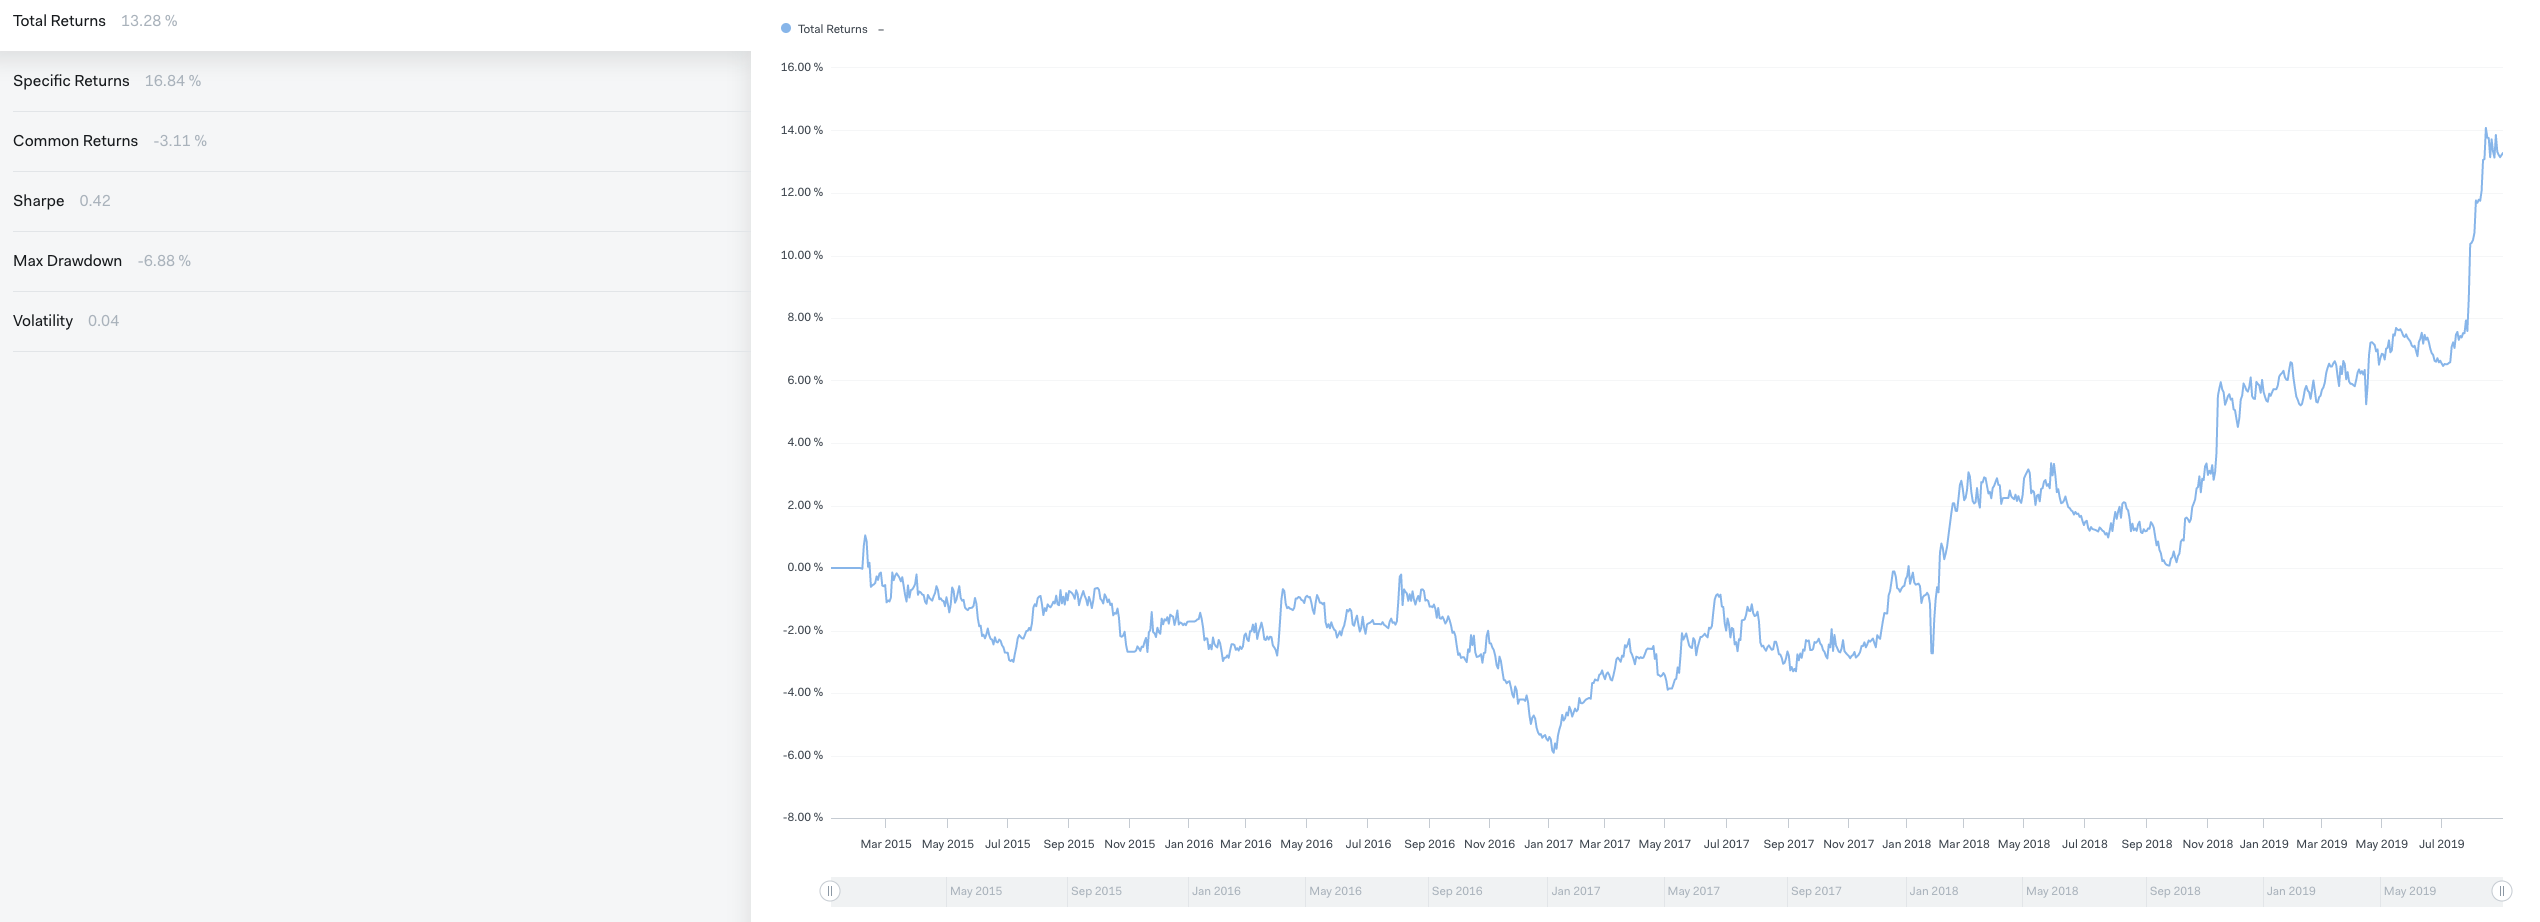 Total Returns 13.28 %
Specific Returns 16.84 %
Common Returns -3.11 %
Sharpe 0.42
Max Drawdown -6.88 %
Volatility 0.04
Total Returns –
16.00 %
14.00 %
12.00 %
10.00 %
8.00 %
6.00 %
4.00 %
2.00 %
0.00 %
-2.00 %
-4.00 %
-6.00 %
-8.00 %
Mar 2015 May 2015 Jul 2015 Sep 2015 Nov 2015 Jan 2016 Mar 2016 May 2016 Jul 2016 Sep 2016 Nov 2016 Jan 2017 Mar 2017 May 2017 Jul 2017 Sep 2017 Nov 2017 Jan 2018 Mar 2018 May 2018 Jul 2018 Sep 2018 Nov 2018 Jan 2019 Mar 2019 May 2019 Jul 2019
May 2015 Sep 2015 Jan 2016 May 2016 Sep 2016 Jan 2017 May 2017 Sep 2017 Jan 2018 May 2018 Sep 2018 Jan 2019 May 2019